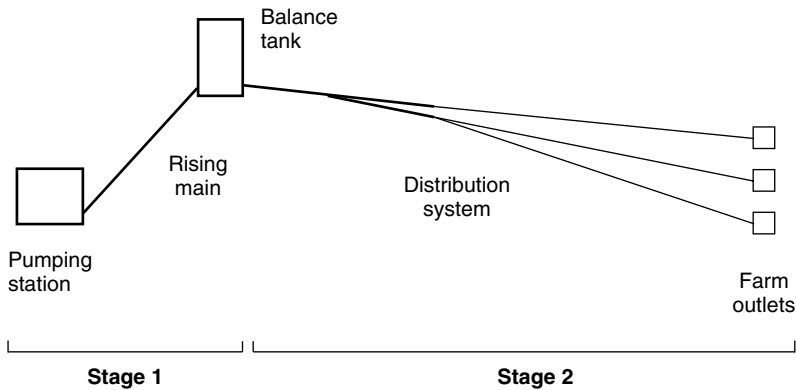 Balance
tank
Rising
main
Distribution
system
Pumping
station
Farm
outlets
Stage 1
Stage 2